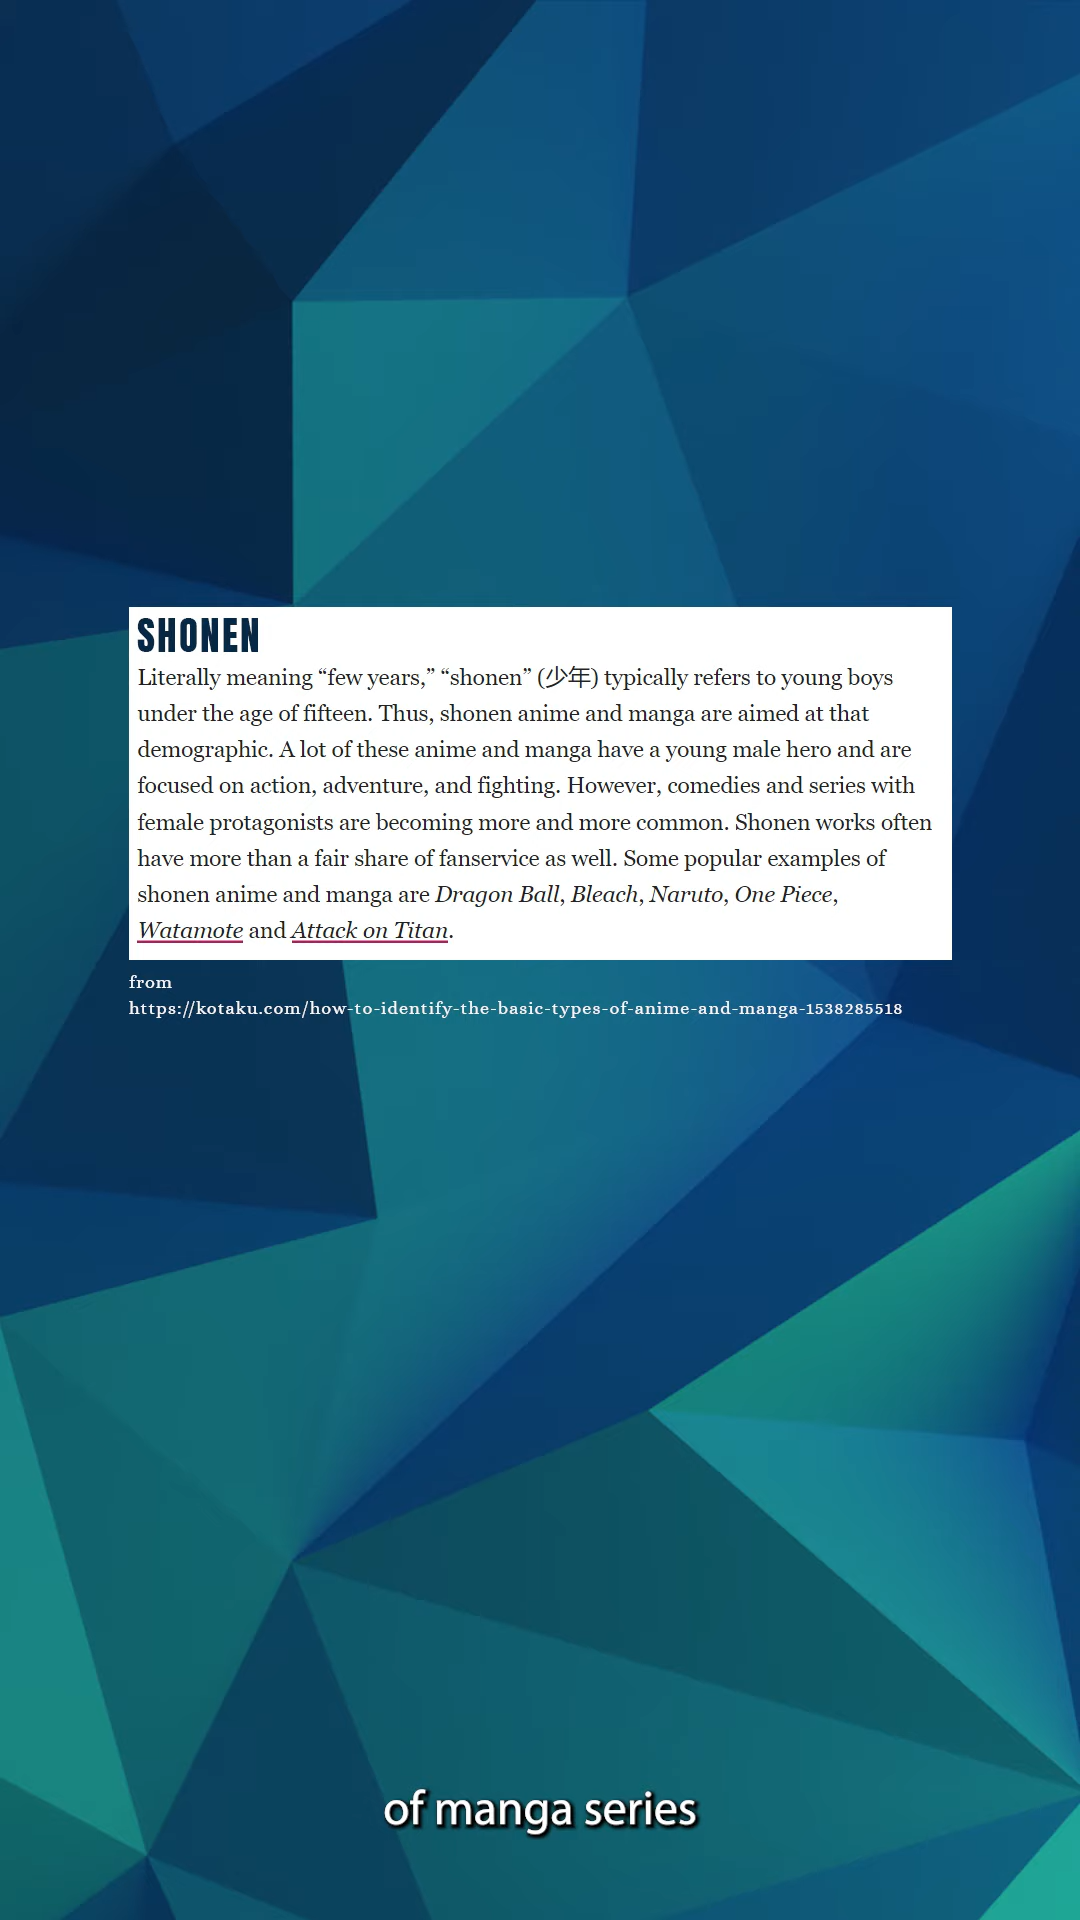 SHONEN
Literally meaning “few years,” “shonen” (少年) typically refers to young boys
under the age of fifteen. Thus, shonen anime and manga are aimed at that
demographic. A lot of these anime and manga have a young male hero and are
focused on action, adventure, and fighting. However, comedies and series with
female protagonists are becoming more and more common. Shonen works often
have more than a fair share of fanservice as well. Some popular examples of
shonen anime and manga are Dragon Ball, Bleach, Naruto, One Piece,
Watamote and Attack on Titan.
from
https://kotaku.com/how-to-identify-the-basic-types-of-anime-and-manga-1538285518
of manga series